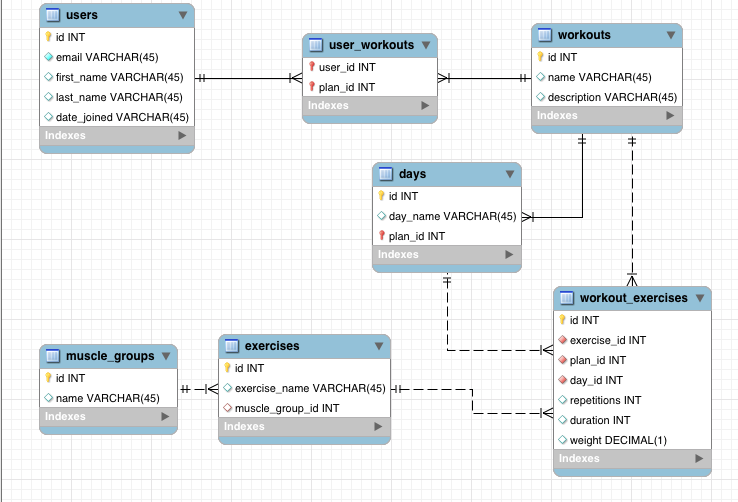 users
id INT
email VARCHAR(45)
first_name VARCHAR(45)
last_name VARCHAR(45)
date_joined VARCHAR(45)
Indexes
user_workouts
user_id INT
plan_id INT
Indexes
workouts
id INT
name VARCHAR(45)
description VARCHAR(45)
Indexes
days
id INT
day_name VARCHAR(45)
plan_id INT
Indexes
muscle_groups
id INT
name VARCHAR(45)
Indexes
exercises
id INT
exercise_name VARCHAR(45)
muscle_group_id INT
Indexes
workout_exercises
id INT
exercise_id INT
plan_id INT
day_id INT
repetitions INT
duration INT
weight DECIMAL(1)
Indexes